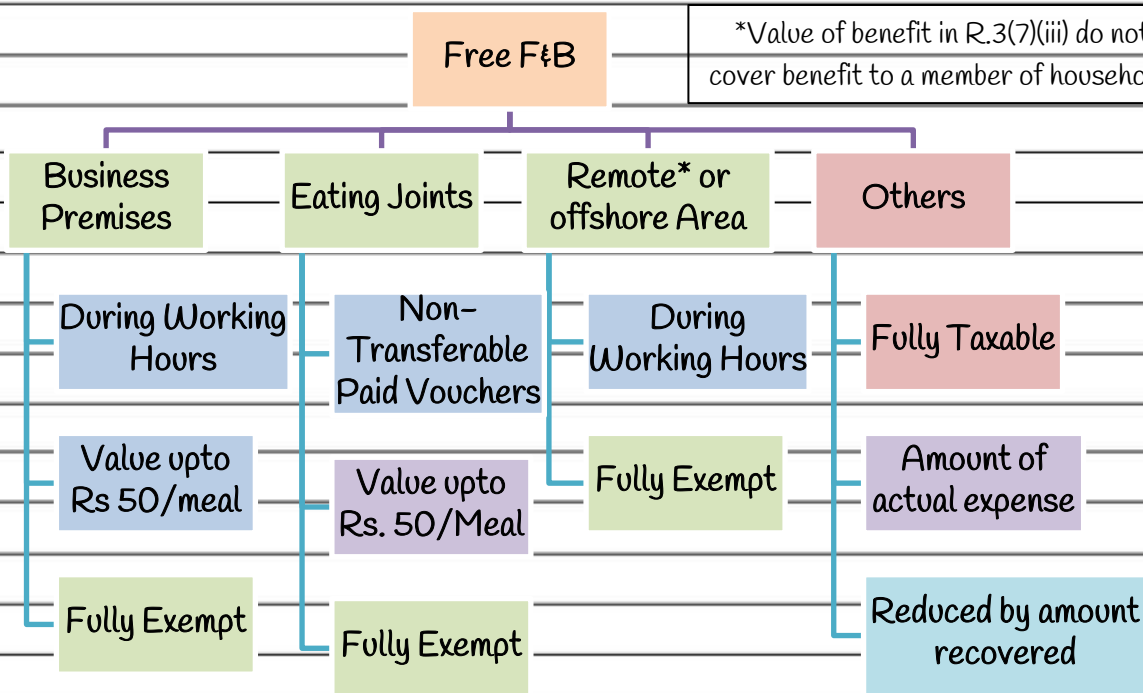 Free F&B
*Value of benefit in R.3(7)(iii) do not
cover benefit to a member of
Business
Premises
Eating Joints
Remote* or
offshore Area
Others
During Working
Hours
Value upto
Rs 50/meal
Fully Exempt
Non-
Transferable
Paid Vouchers
Value upto
Rs. 50/Meal
Fully Exempt
During
Working Hours
Fully Exempt
Fully Taxable
Amount of
actual expense
Reduced by amount
recovered